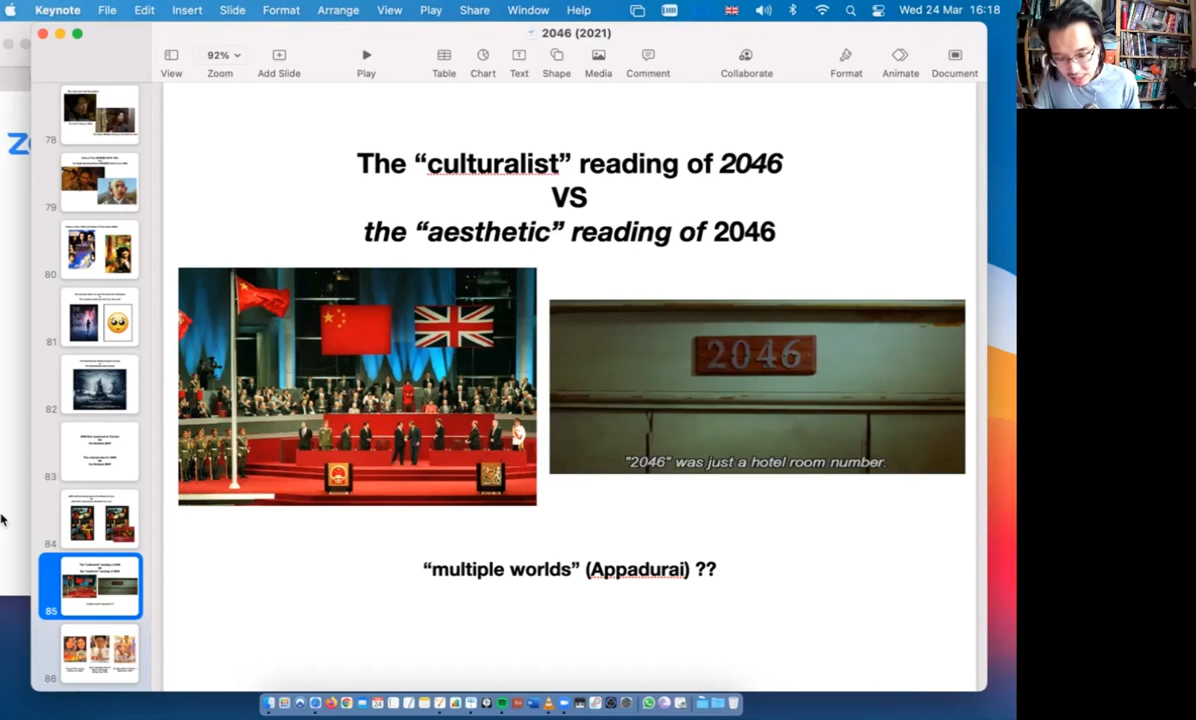 Keynote File Edit Insert Slide Format Arrange View Play Share Window Help Wed 24 Mar 16:18
2046 (2021)
92%
View Zoom Add Slide Play Table Chart Text Shape Media Comment Collaborate Format Animate Document
78
79
80
81
82
83
84
85
86
The “culturalist” reading of 2046
VS
the “aesthetic” reading of 2046
2046
"2046" was just a hotel room number.
“multiple worlds” (Appadurai) ??